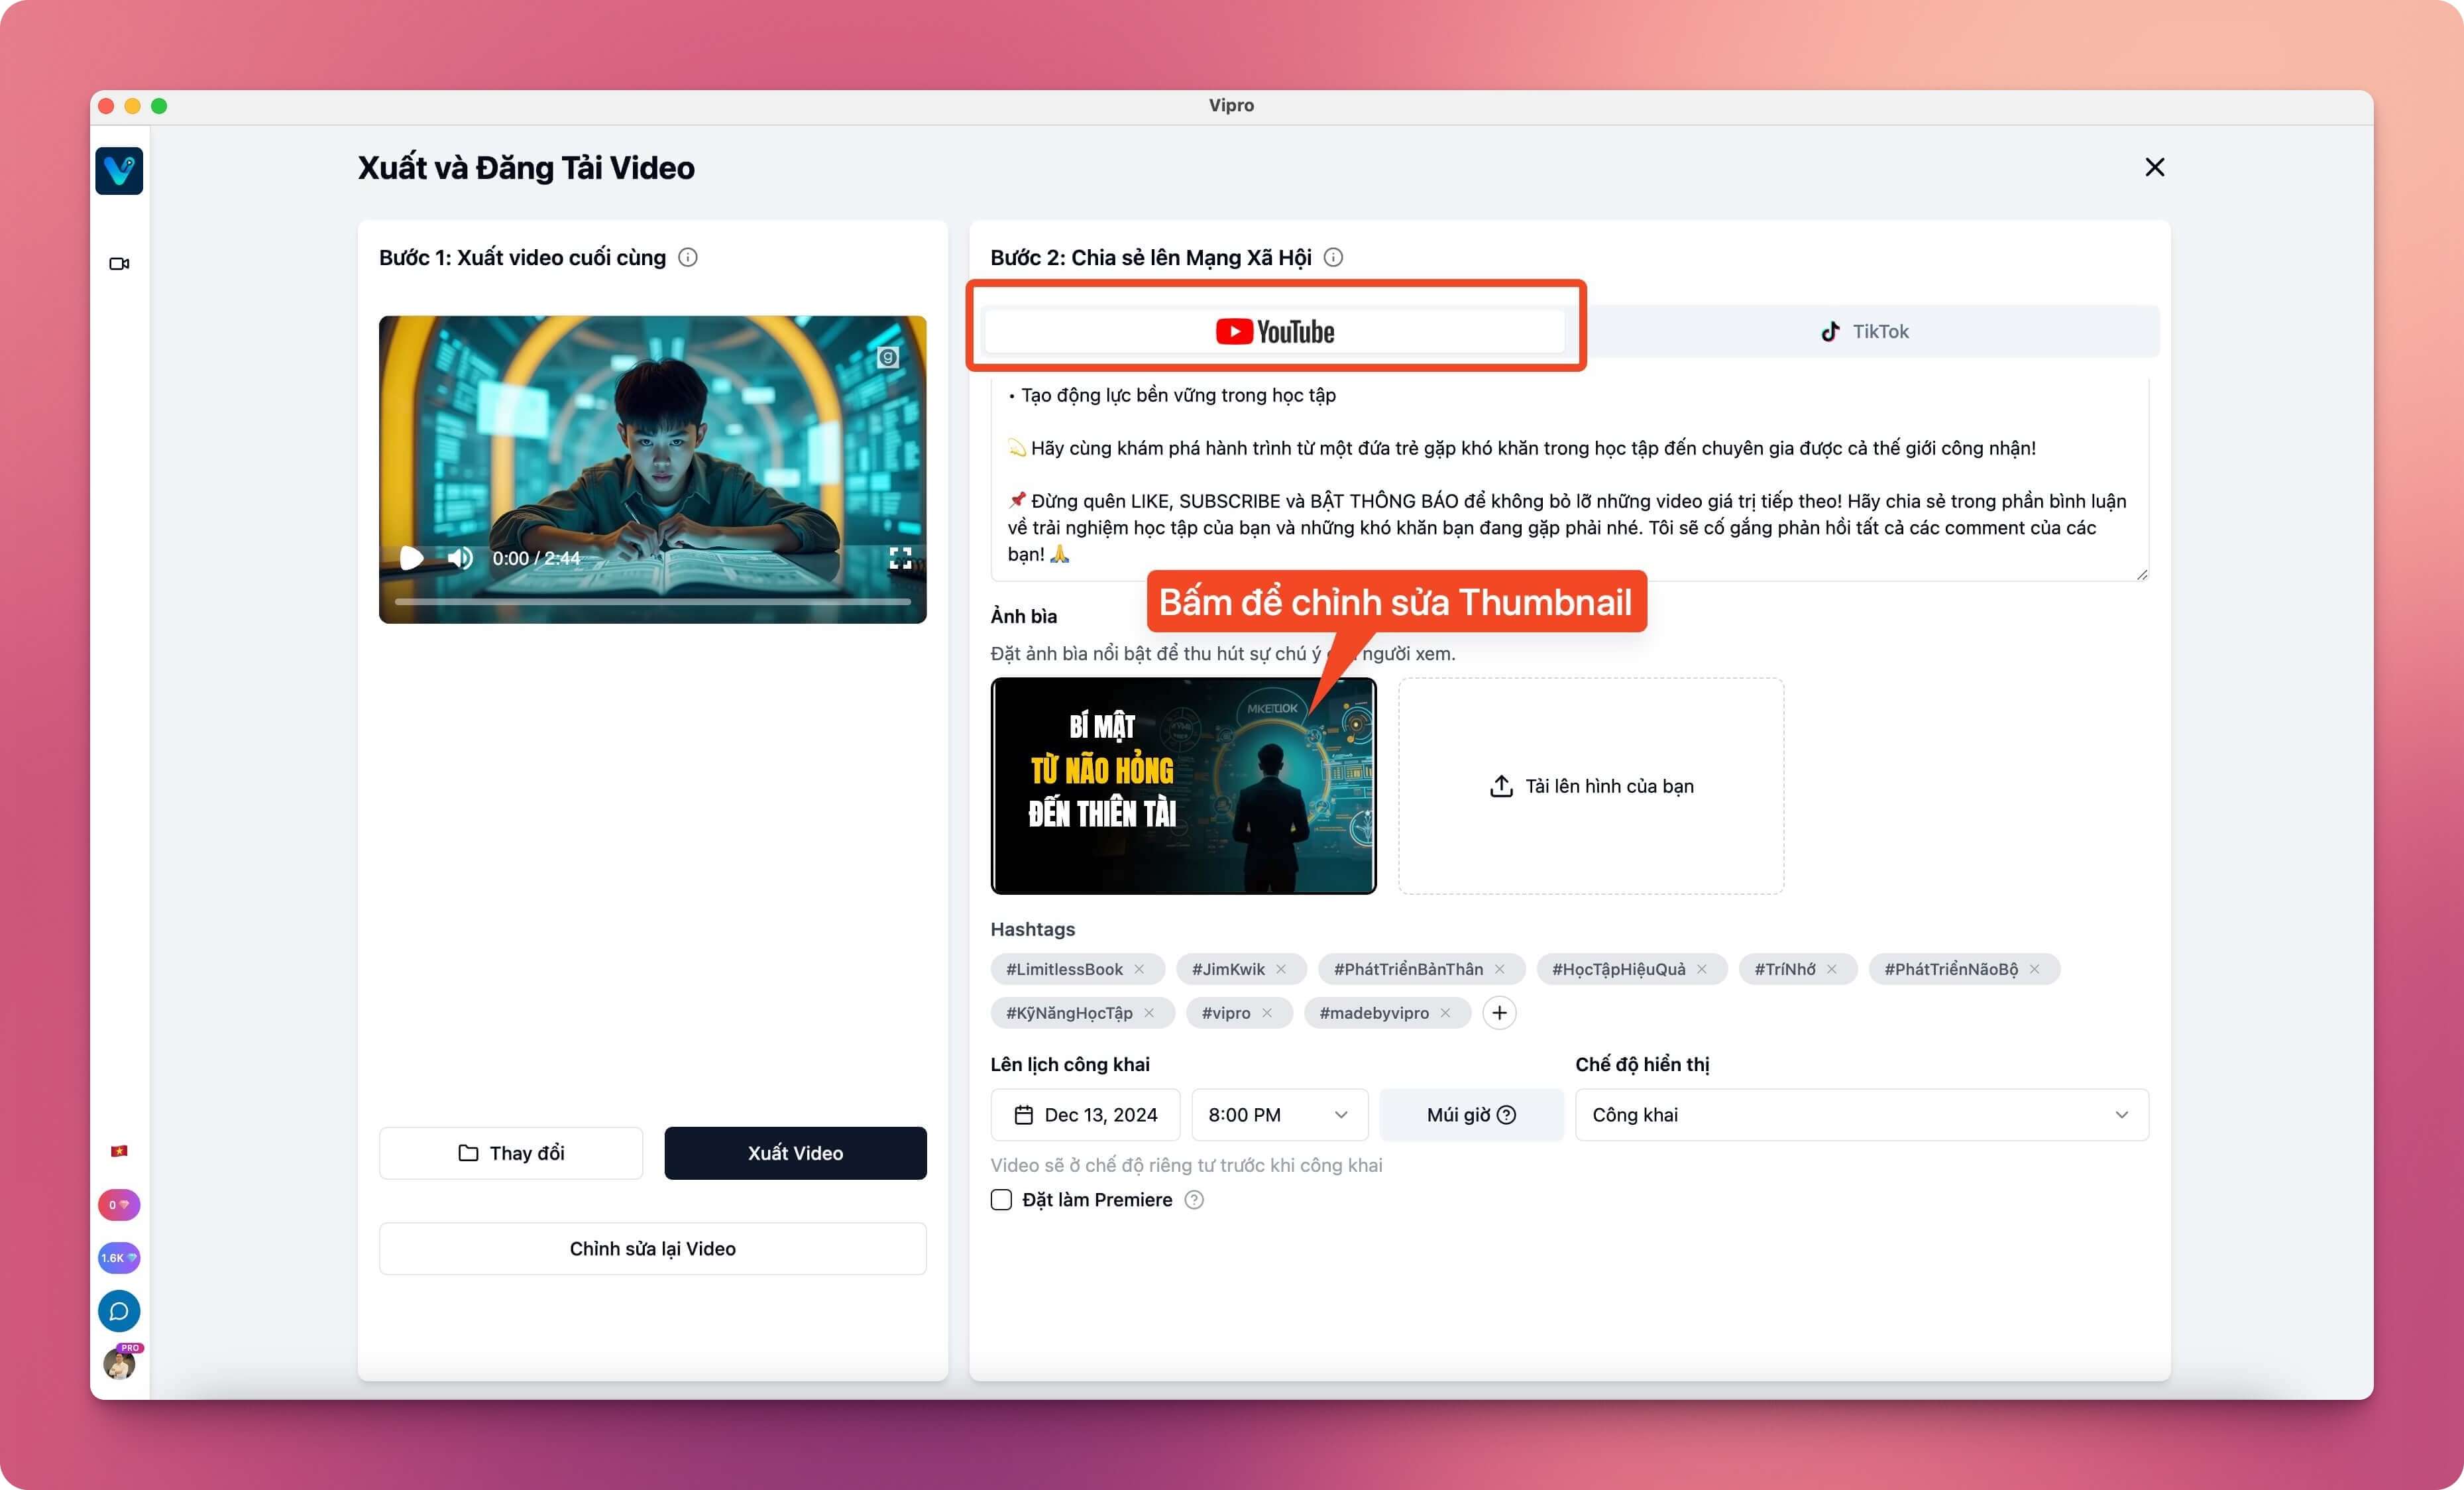 Vipro
Xuất và Đăng Tải Video
Bước 1: Xuất video cuối cùng
0:00 / 2:44
Thay đổi
Xuất Video
Chỉnh sửa lại Video
Bước 2: Chia sẻ lên Mạng Xã Hội
YouTube
TikTok
• Tạo động lực bền vững trong học tập
💫 Hãy cùng khám phá hành trình từ một đứa trẻ gặp khó khăn trong học tập đến chuyên gia được cả thế giới công nhận!
📌 Đừng quên LIKE, SUBSCRIBE và BẬT THÔNG BÁO để không bỏ lỡ những video giá trị tiếp theo! Hãy chia sẻ trong phần bình luận
về trải nghiệm học tập của bạn và những khó khăn bạn đang gặp phải nhé. Tôi sẽ cố gắng phản hồi tất cả các comment của các
bạn! 🙏
Bấm để chỉnh sửa Thumbnail
Ảnh bìa
Đặt ảnh bìa nổi bật để thu hút sự chú ý người xem.
MKETLIOK
BÍ MẬT
TỪ NÃO HỎNG
ĐẾN THIÊN TÀI
Tải lên hình của bạn
Hashtags
#LimitlessBook #JimKwik #PhátTriểnBảnThân #HọcTậpHiệuQuả #TríNhớ #PhátTriểnNãoBộ
#KỹNăngHọcTập #vipro #madebyvipro
Lên lịch công khai
Chế độ hiển thị
Dec 13, 2024
8:00 PM
Múi giờ
Công khai
Video sẽ ở chế độ riêng tư trước khi công khai
Đặt làm Premiere
0
1.6K
PRO